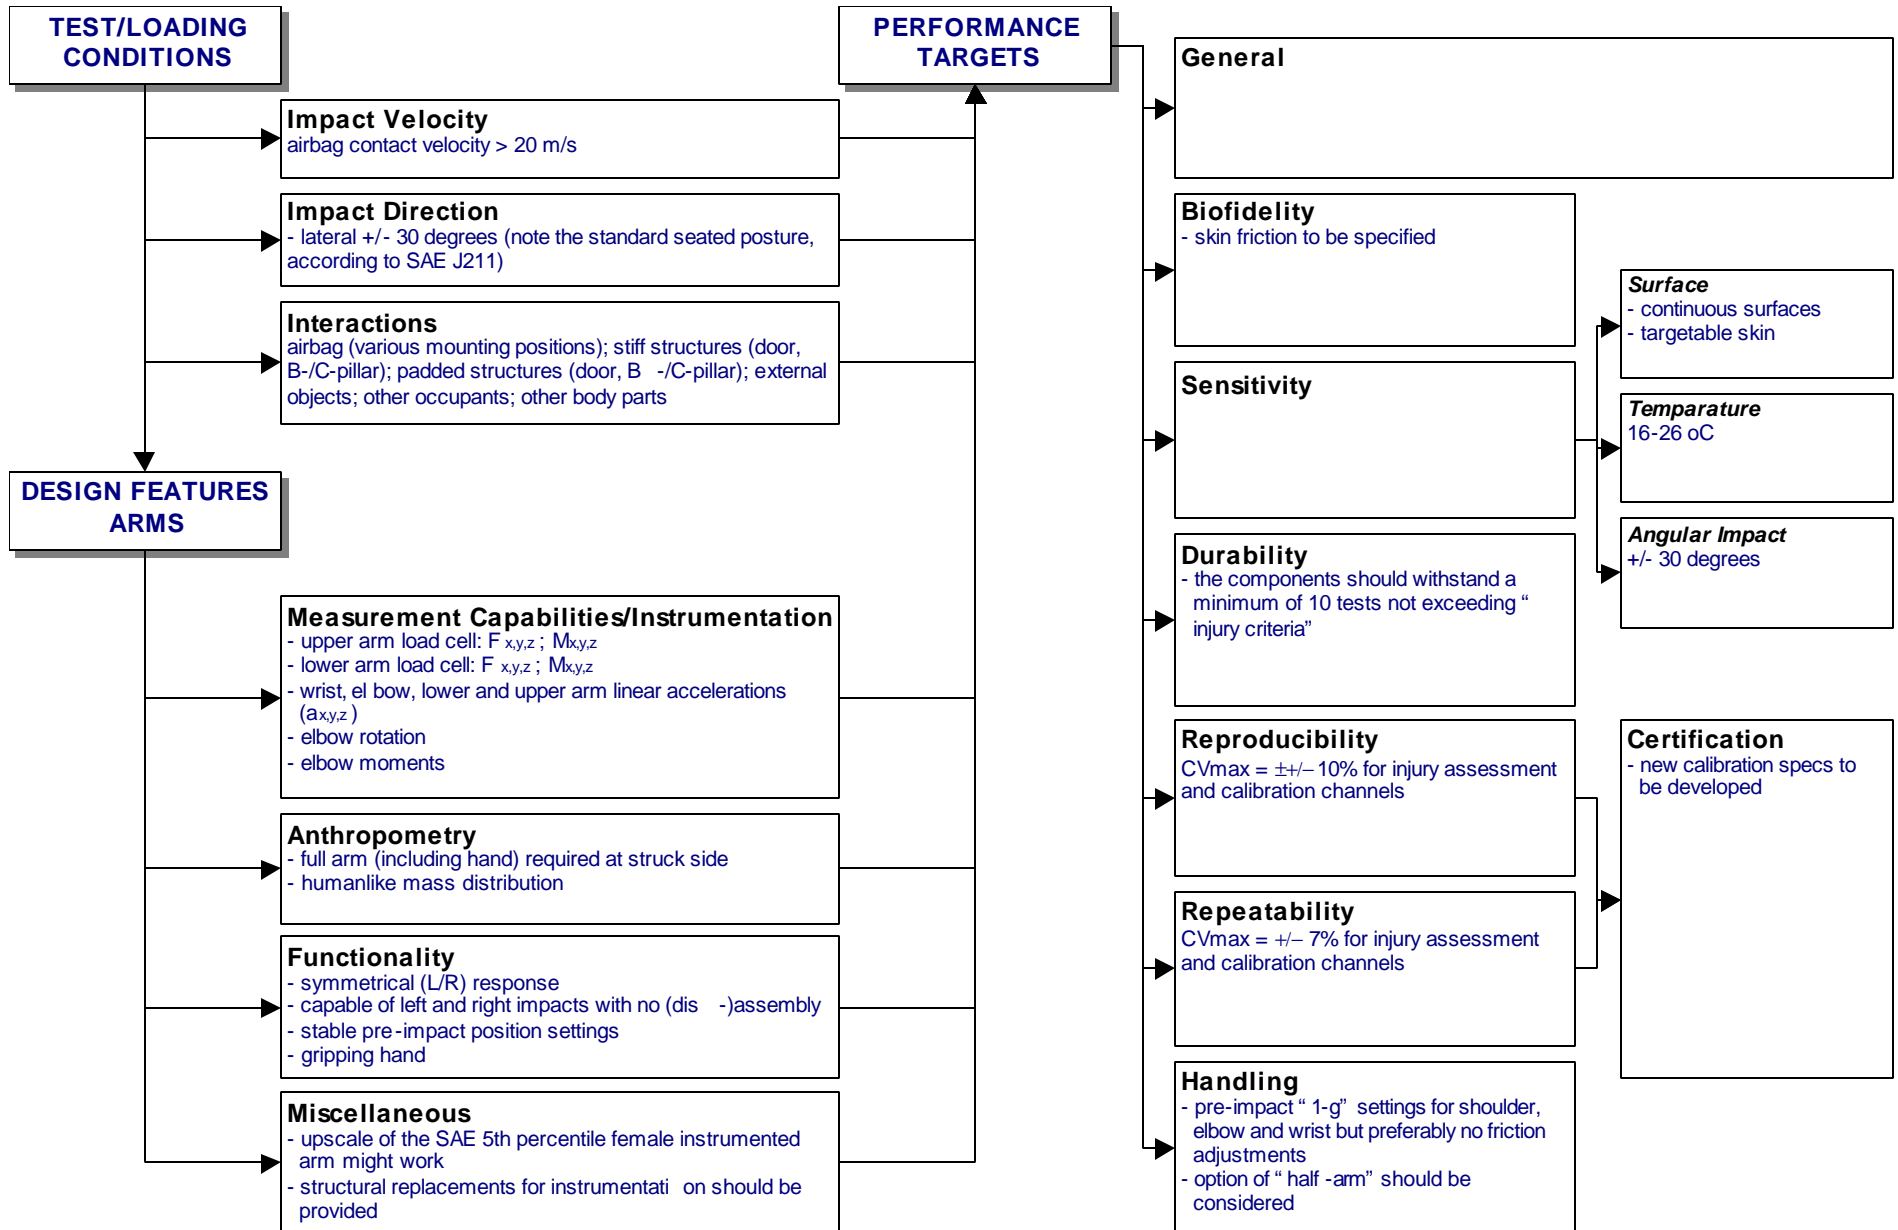 TEST/LOADING
CONDITIONS
Impact Velocity
airbag contact velocity > 20 m/s
Impact Direction
- lateral +/- 30 degrees (note the standard seated posture,
according to SAE J211)
Interactions
airbag (various mounting positions); stiff structures (door,
B-/C-pillar); padded structures (door, B -/C-pillar); external
objects; other occupants; other body parts
DESIGN FEATURES
ARMS
Measurement Capabilities/Instrumentation
- upper arm load cell: F x,y,z ; Mx,y,z
- lower arm load cell: F x,y,z ; Mx,y,z
- wrist, el bow, lower and upper arm linear accelerations
(ax,y,z )
- elbow rotation
- elbow moments
Anthropometry
- full arm (including hand) required at struck side
- humanlike mass distribution
Functionality
- symmetrical (L/R) response
- capable of left and right impacts with no (dis -)assembly
- stable pre-impact position settings
- gripping hand
Miscellaneous
- upscale of the SAE 5th percentile female instrumented
arm might work
- structural replacements for instrumentati on should be
provided
PERFORMANCE
TARGETS
General
Biofidelity
- skin friction to be specified
Sensitivity
Surface
- continuous surfaces
- targetable skin
Temparature
16-26 oC
Angular Impact
+/- 30 degrees
Durability
- the components should withstand a
minimum of 10 tests not exceeding “
injury criteria”
Reproducibility
CVmax = ±+/– 10% for injury assessment
and calibration channels
Repeatability
CVmax = +/– 7% for injury assessment
and calibration channels
Certification
- new calibration specs to
be developed
Handling
- pre-impact “ 1-g” settings for shoulder,
elbow and wrist but preferably no friction
adjustments
- option of “ half -arm” should be
considered